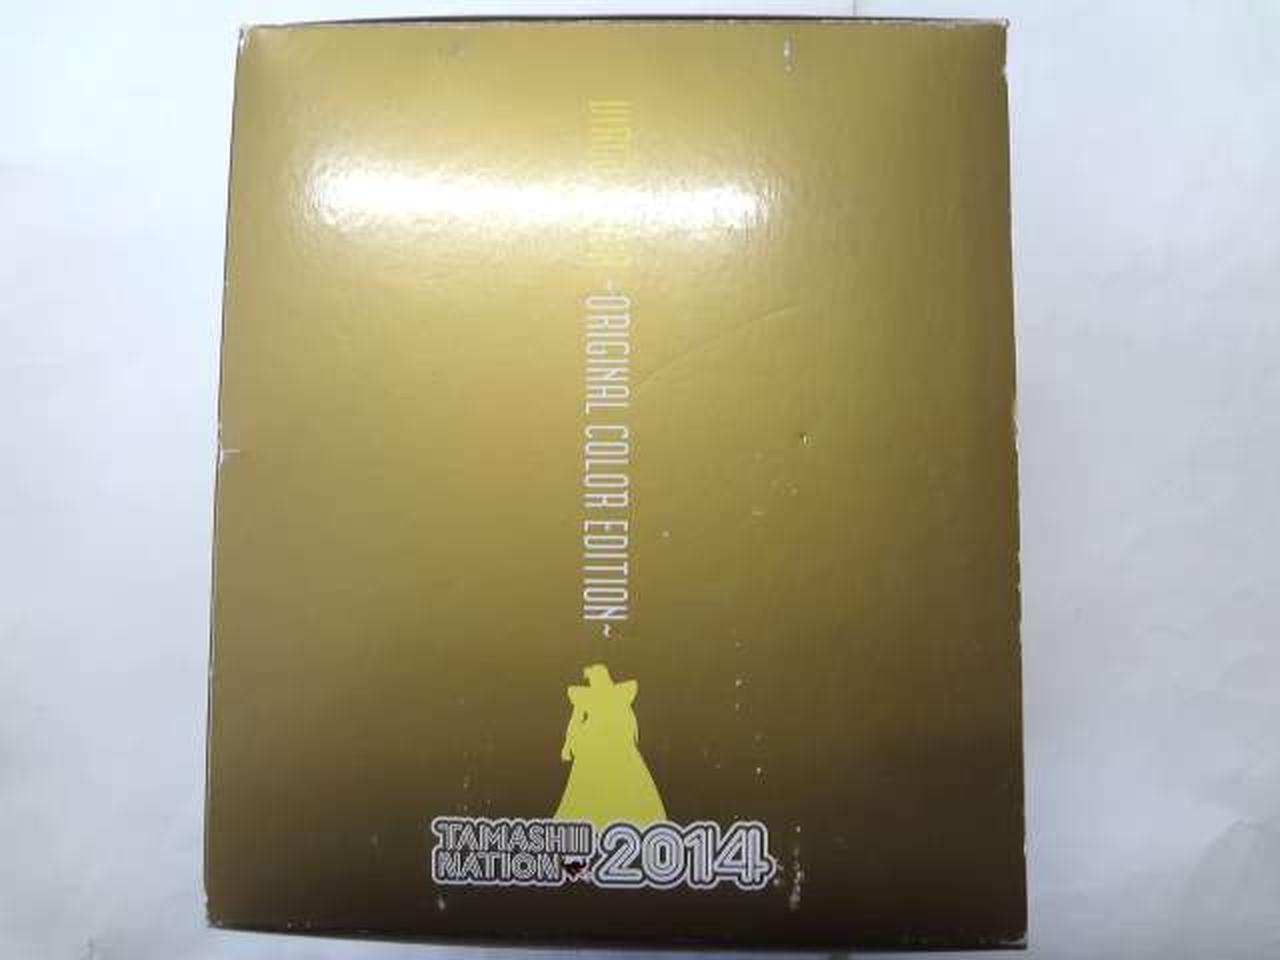 ~ORIGINAL COLOR EDITION~
TAMASHII
NATION 2014